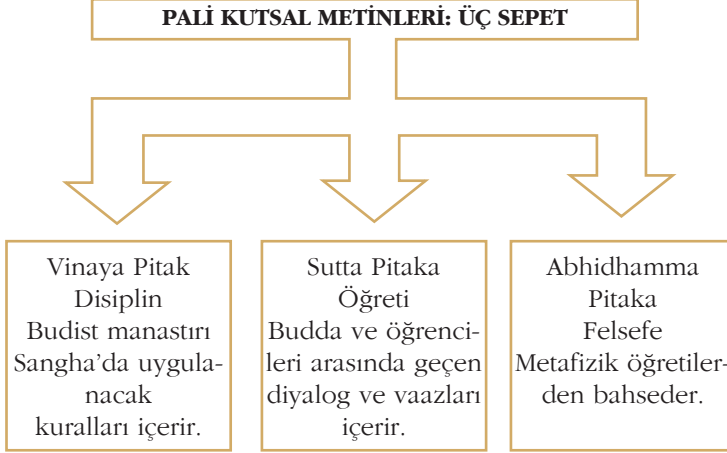 PALİ KUTSAL METİNLERİ: ÜÇ SEPET
Vinaya Pitak
Disiplin
Budist manastırı
Sangha'da uygula-
nacak
kuralları içerir.
Sutta Pitaka
Öğreti
Budda ve öğrenci-
leri arasında geçen
diyalog ve vaazları
içerir.
Abhidhamma
Pitaka
Felsefe
Metafizik öğretiler-
den bahseder.